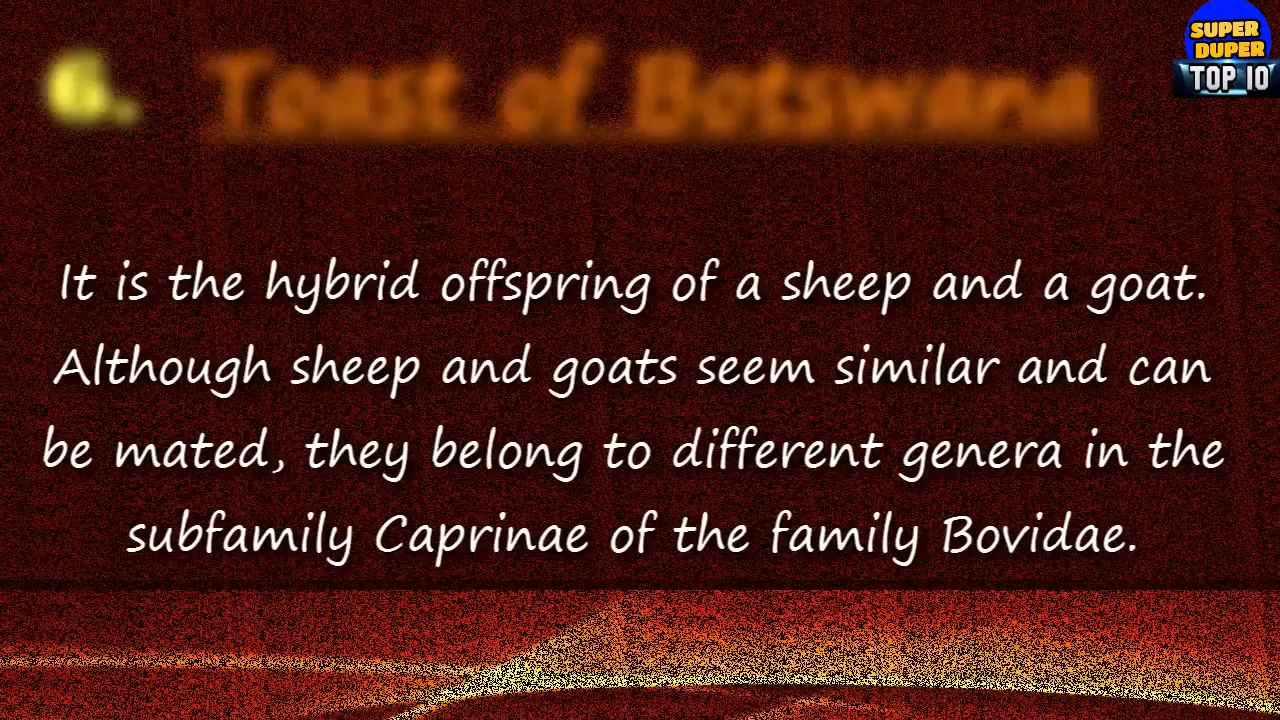 SUPER
DUPER
TOP 10
6. Toast of Botswana
It is the hybrid offspring of a sheep and a goat.
Although sheep and goats seem similar and can
be mated, they belong to different genera in the
subfamily Caprinae of the family Bovidae.